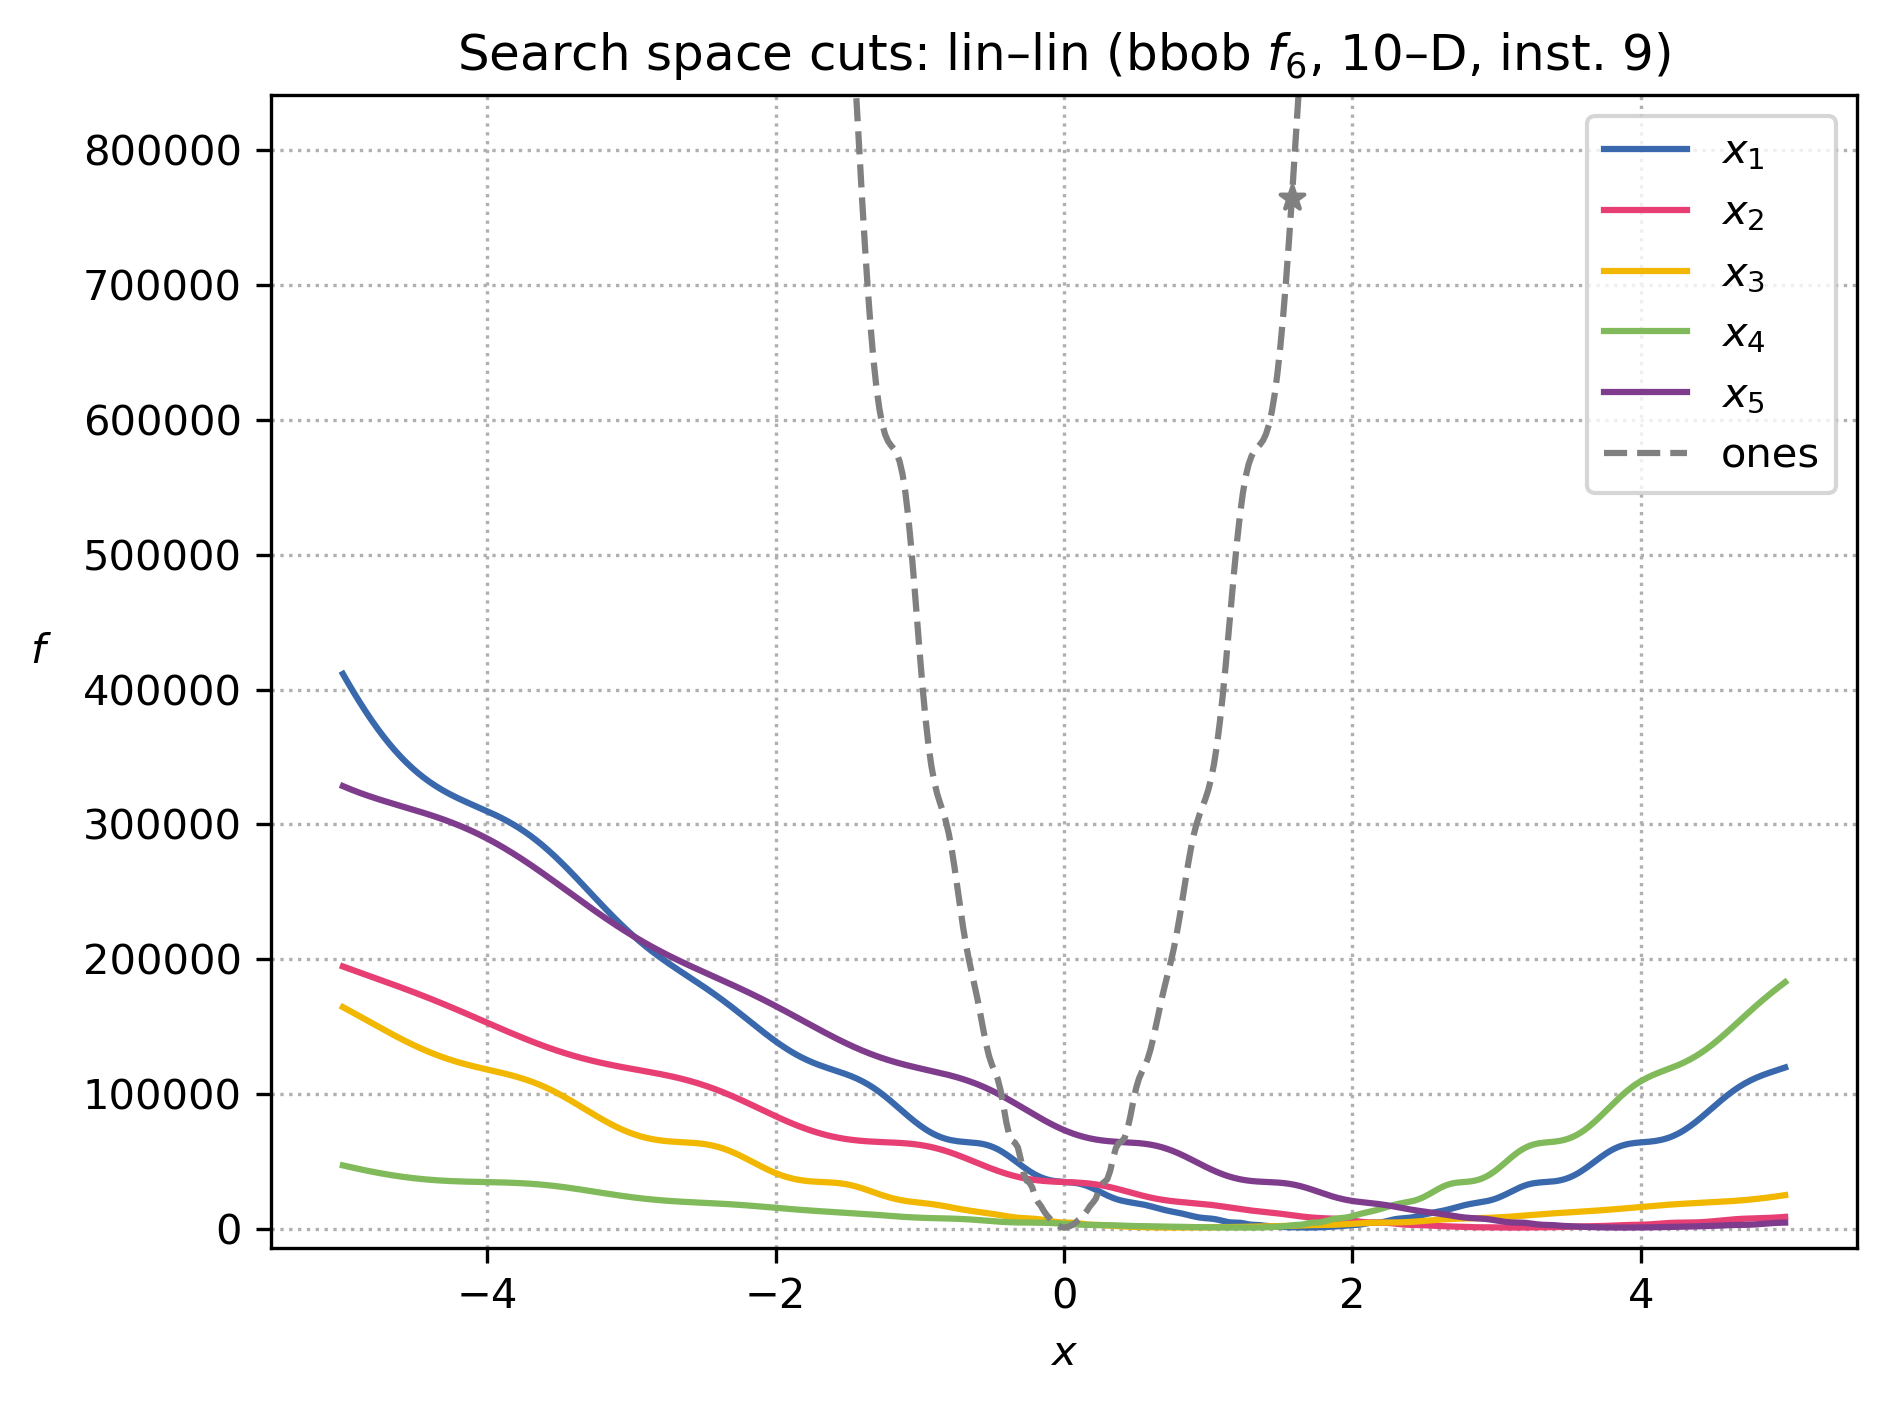 Search space cuts: lin–lin (bbob f₆, 10–D, inst. 9)
800000
700000
600000
500000
400000
300000
200000
100000
0
f
−4
−2
0
2
4
x
x₁
x₂
x₃
x₄
x₅
ones